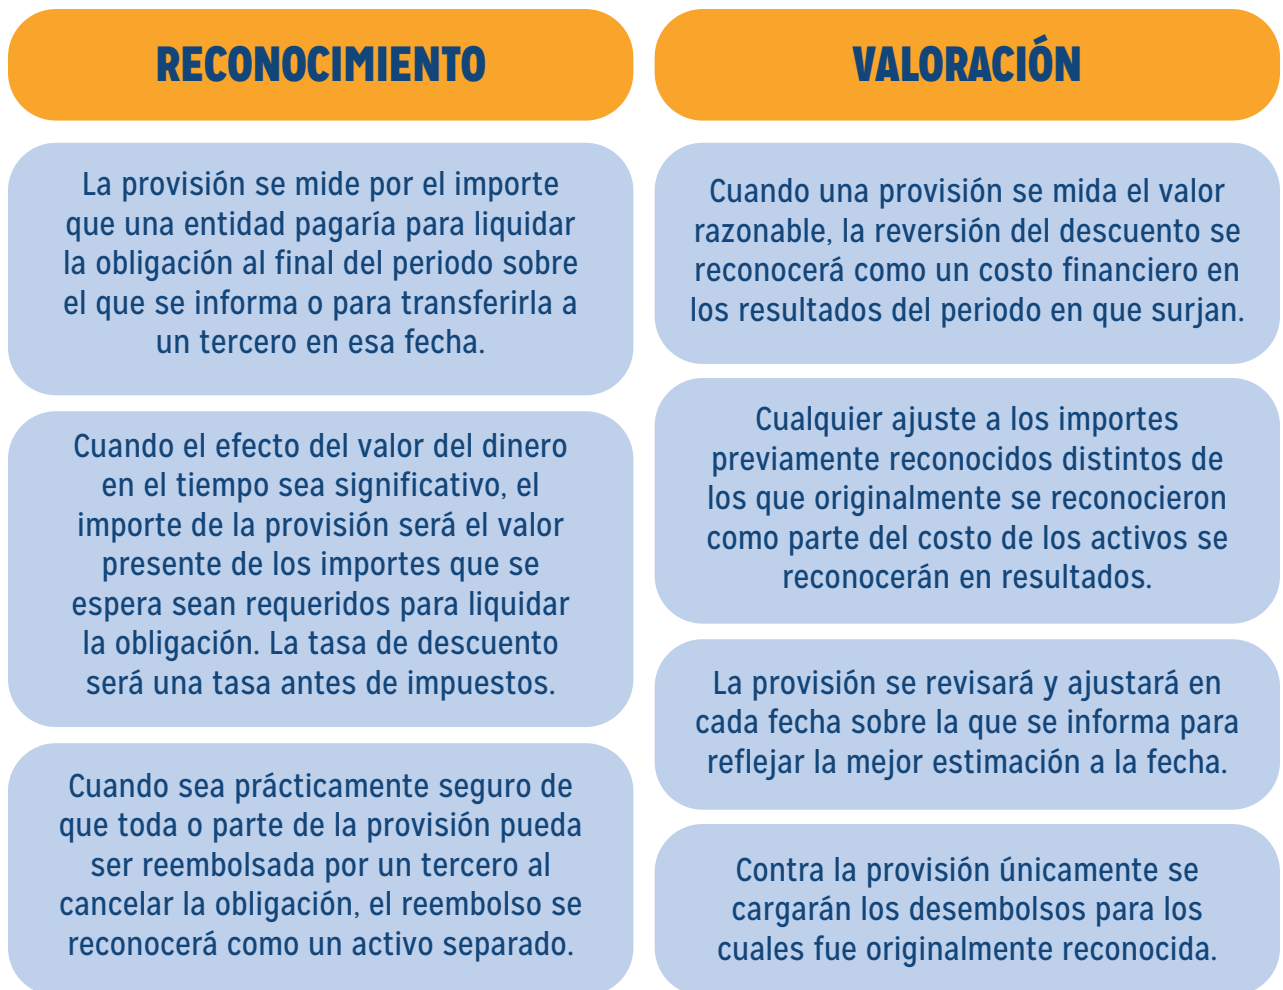 RECONOCIMIENTO
La provisión se mide por el importe
que una entidad pagaría para liquidar
la obligación al final del periodo sobre
el que se informa o para transferirla a
un tercero en esa fecha.
Cuando el efecto del valor del dinero
en el tiempo sea significativo, el
importe de la provisión será el valor
presente de los importes que se
espera sean requeridos para liquidar
la obligación. La tasa de descuento
será una tasa antes de impuestos.
Cuando sea prácticamente seguro de
que toda o parte de la provisión pueda
ser reembolsada por un tercero al
cancelar la obligación, el reembolso se
reconocerá como un activo separado.
VALORACIÓN
Cuando una provisión se mida el valor
razonable, la reversión del descuento se
reconocerá como un costo financiero en
los resultados del periodo en que surjan.
Cualquier ajuste a los importes
previamente reconocidos distintos de
los que originalmente se reconocieron
como parte del costo de los activos se
reconocerán en resultados.
La provisión se revisará y ajustará en
cada fecha sobre la que se informa para
reflejar la mejor estimación a la fecha.
Contra la provisión únicamente se
cargarán los desembolsos para los
cuales fue originalmente reconocida.